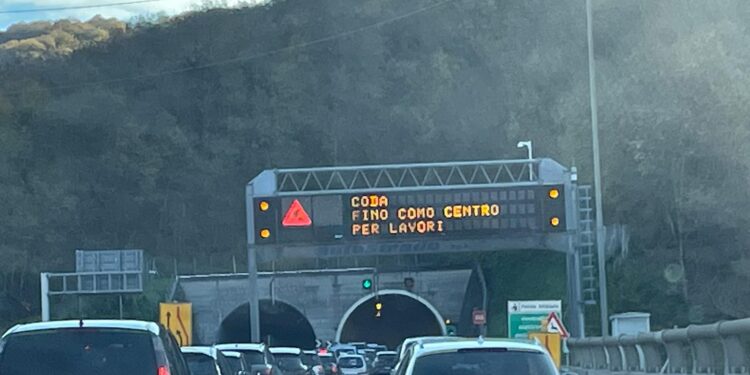 CODA
FINO COMO CENTRO
PER LAVORI